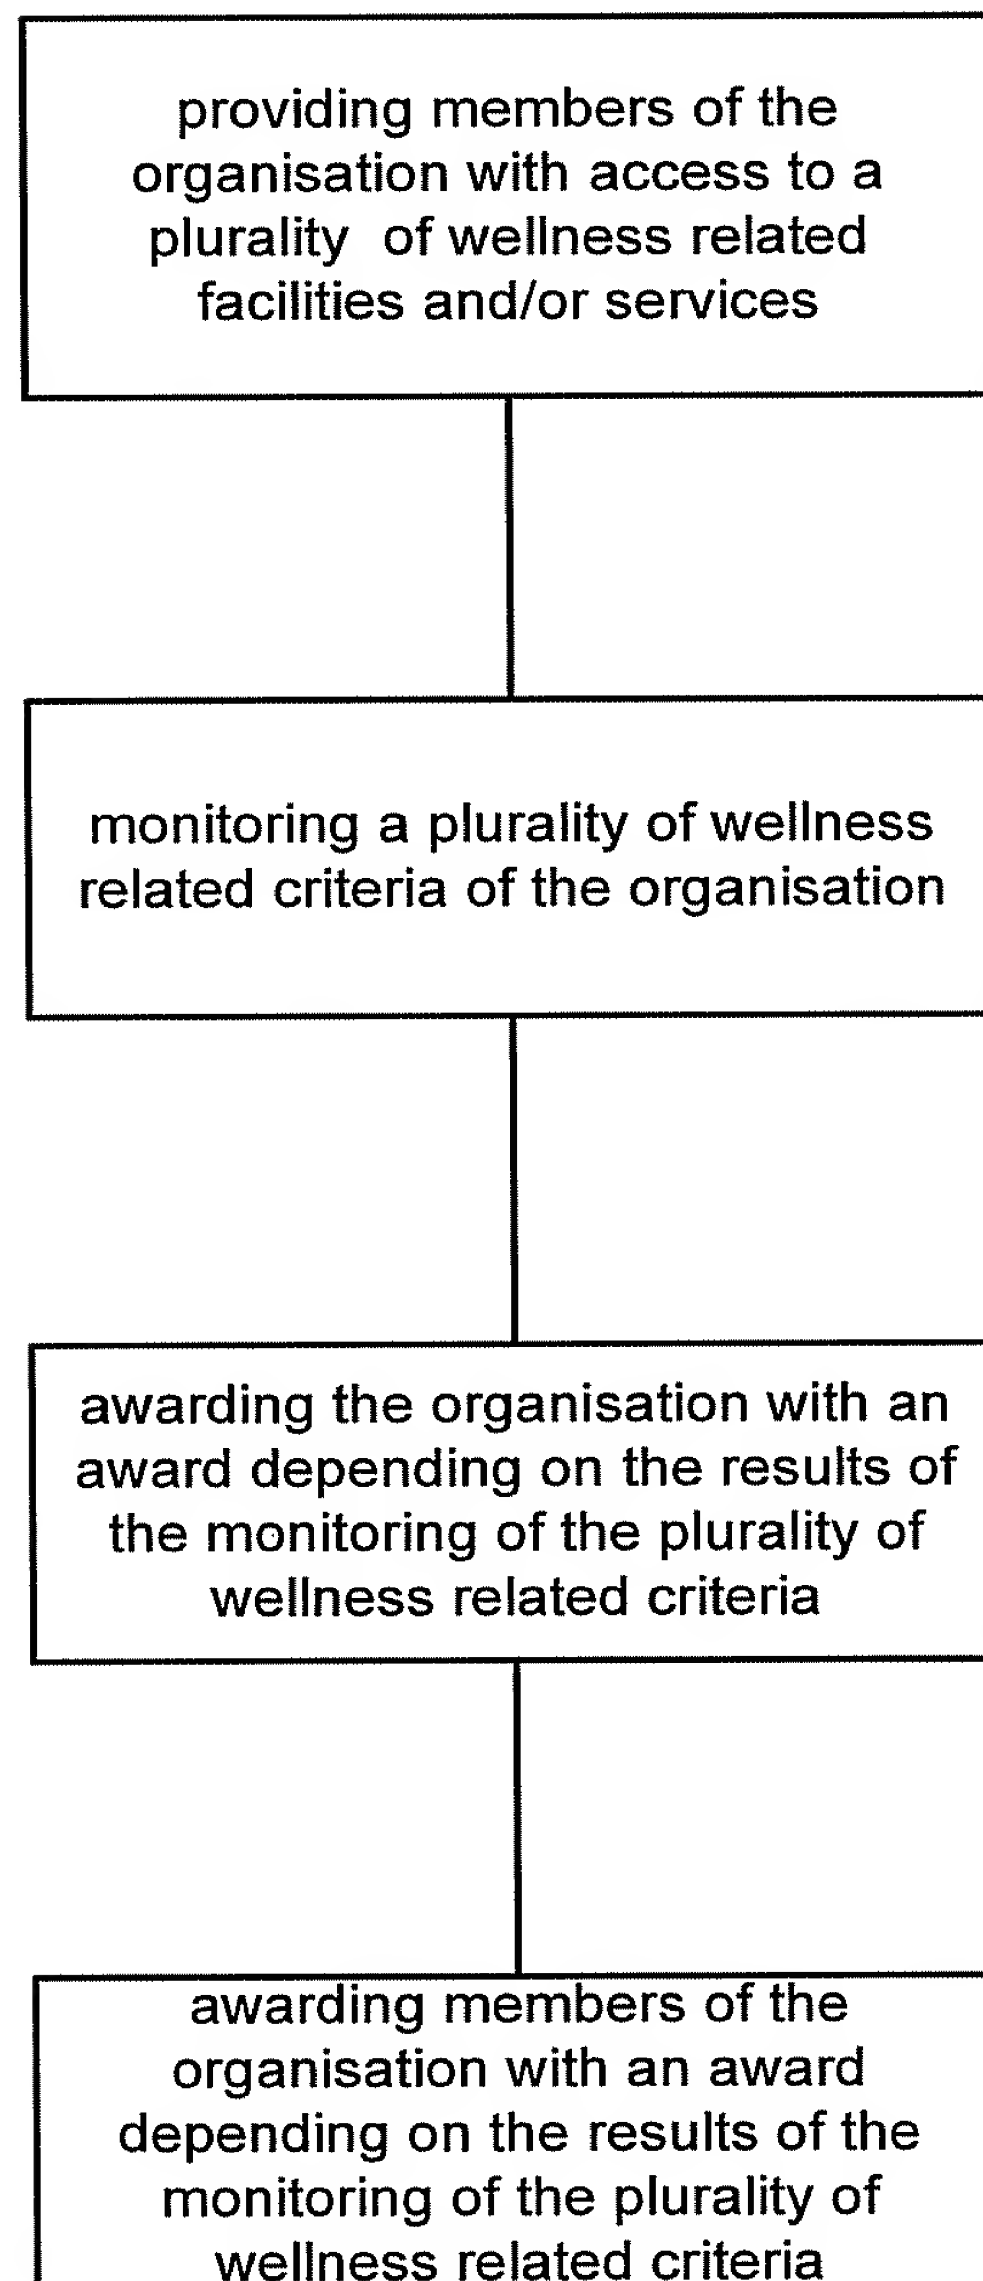 providing members of the
organisation with access to a
plurality of wellness related
facilities and/or services
monitoring a plurality of wellness
related criteria of the organisation
awarding the organisation with an
award depending on the results of
the monitoring of the plurality of
wellness related criteria
awarding members of the
organisation with an award
depending on the results of the
monitoring of the plurality of
wellness related criteria